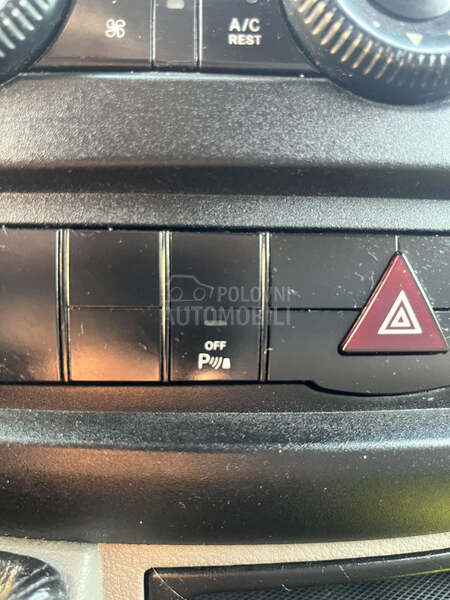 A/C
REST
POLOVNI
AUTOMOBILI
OFF
P